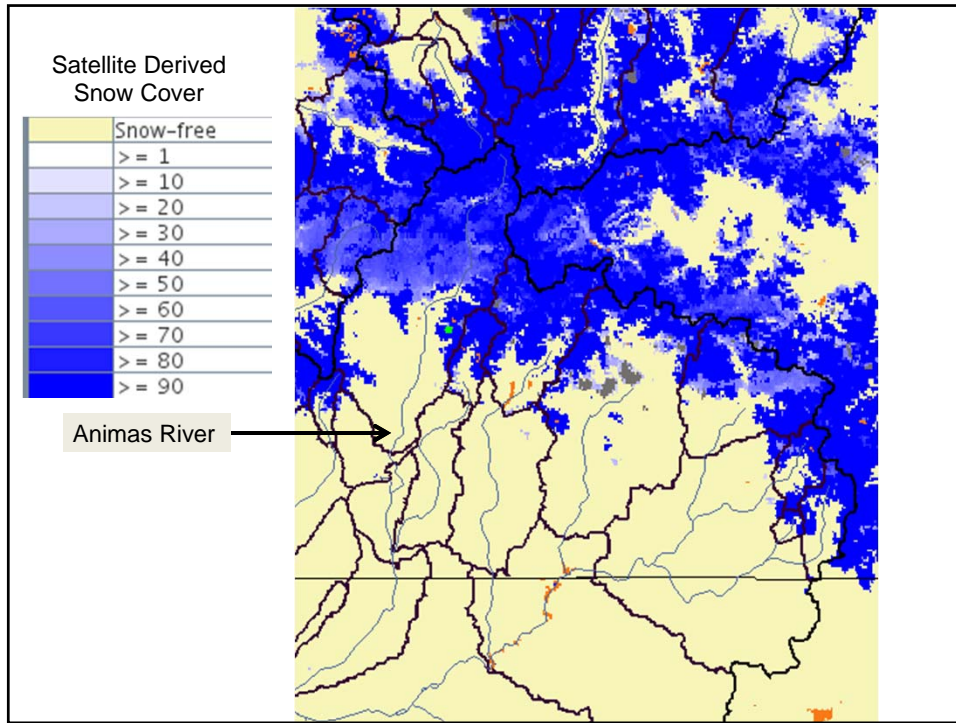 Satellite Derived
Snow Cover
Snow-free
>= 1
>= 10
>= 20
>= 30
>= 40
>= 50
>= 60
>= 70
>= 80
>= 90
Animas River